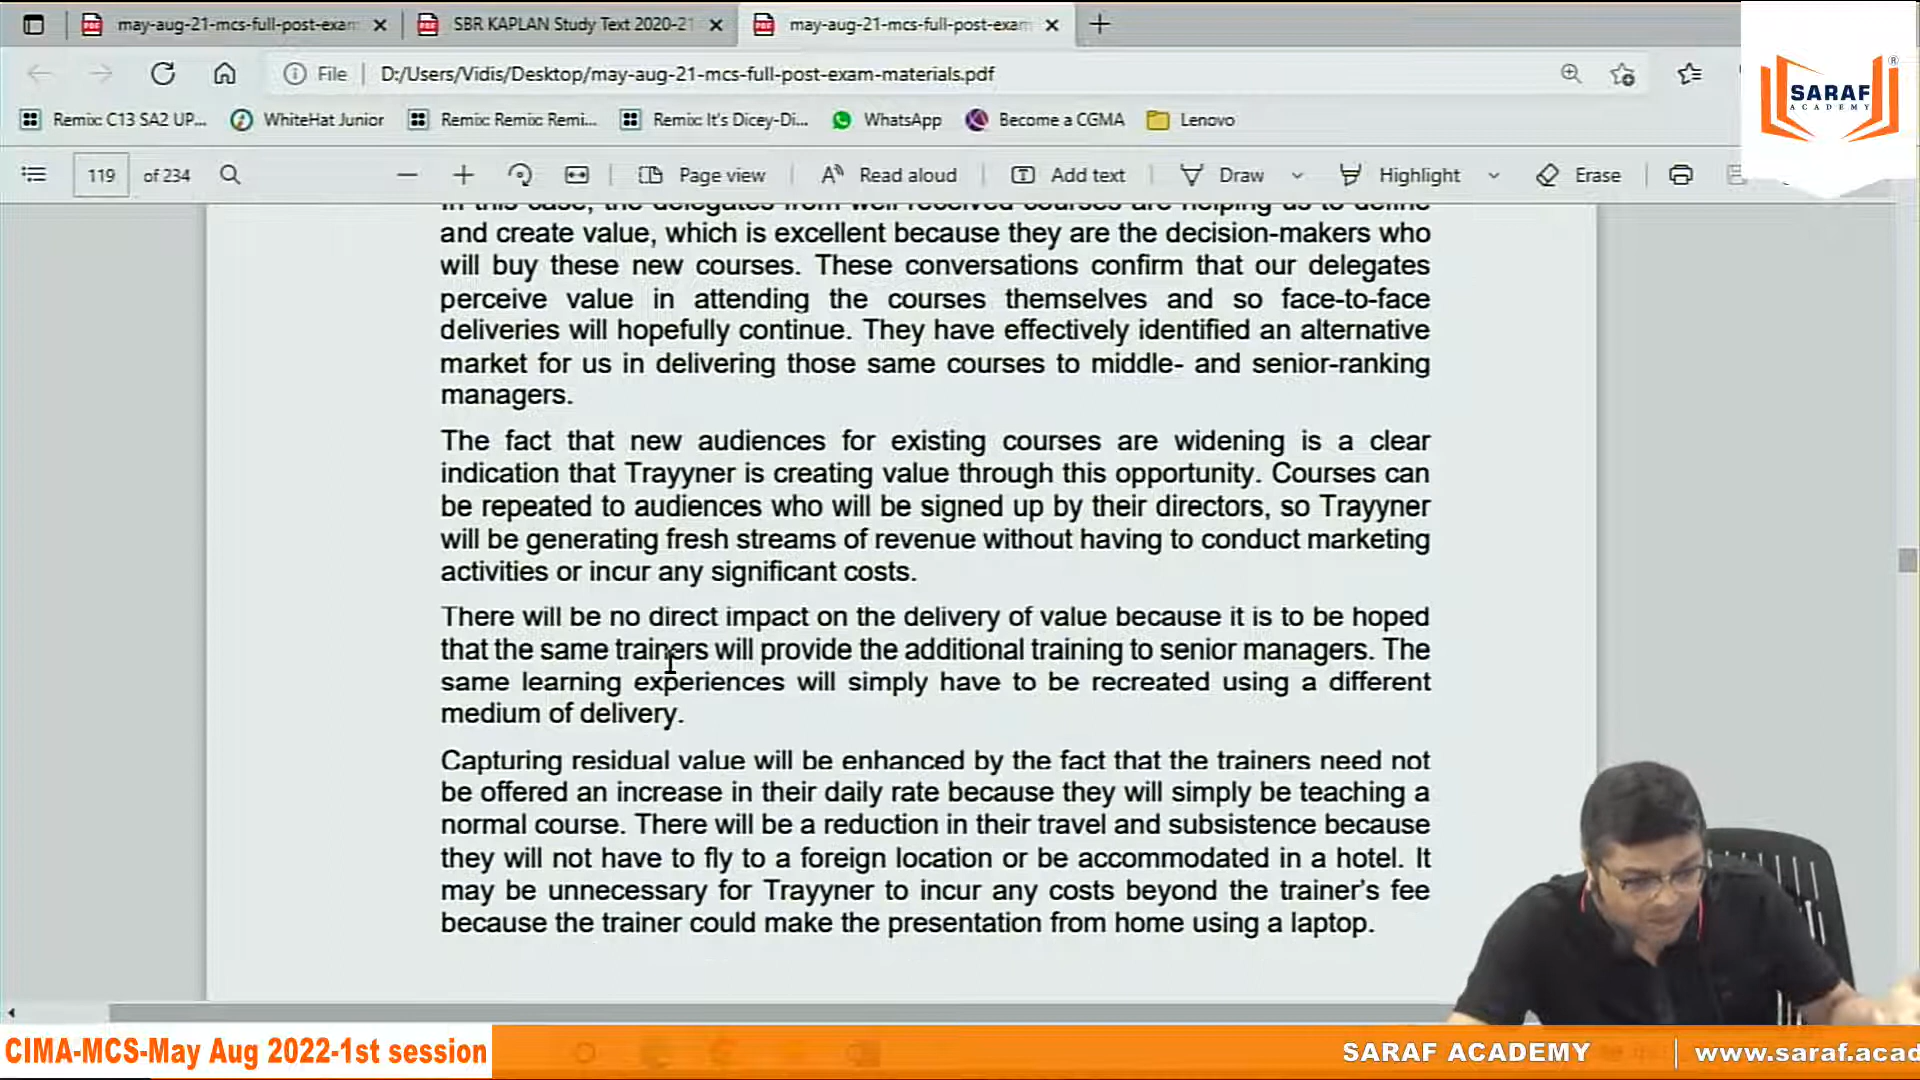 may-aug-21-mcs-full-post-exam
SBR KAPLAN Study Text 2020-21
may-aug-21-mcs-full-post-exam
File
D:/Users/Vidis/Desktop/may-aug-21-mcs-full-post-exam-materials.pdf
SARAF
ACADEMY
Remix: C13 SA2 UP...
WhiteHat Junior
Remix: Remix Remi...
Remix: It's Dicey-Di...
WhatsApp
Become a CGMA
Lenovo
119 of 234
Page view
Read aloud
Add text
Draw
Highlight
Erase
In this case, the delegates from well-received courses are helping us to define
and create value, which is excellent because they are the decision-makers who
will buy these new courses. These conversations confirm that our delegates
perceive value in attending the courses themselves and so face-to-face
deliveries will hopefully continue. They have effectively identified an alternative
market for us in delivering those same courses to middle- and senior-ranking
managers.
The fact that new audiences for existing courses are widening is a clear
indication that Trayyner is creating value through this opportunity. Courses can
be repeated to audiences who will be signed up by their directors, so Trayyner
will be generating fresh streams of revenue without having to conduct marketing
activities or incur any significant costs.
There will be no direct impact on the delivery of value because it is to be hoped
that the same trainers will provide the additional training to senior managers. The
same learning experiences will simply have to be recreated using a different
medium of delivery.
Capturing residual value will be enhanced by the fact that the trainers need not
be offered an increase in their daily rate because they will simply be teaching a
normal course. There will be a reduction in their travel and subsistence because
they will not have to fly to a foreign location or be accommodated in a hotel. It
may be unnecessary for Trayyner to incur any costs beyond the trainer's fee
because the trainer could make the presentation from home using a laptop.
CIMA-MCS-May Aug 2022-1st session
SARAF ACADEMY
www.saraf.acad